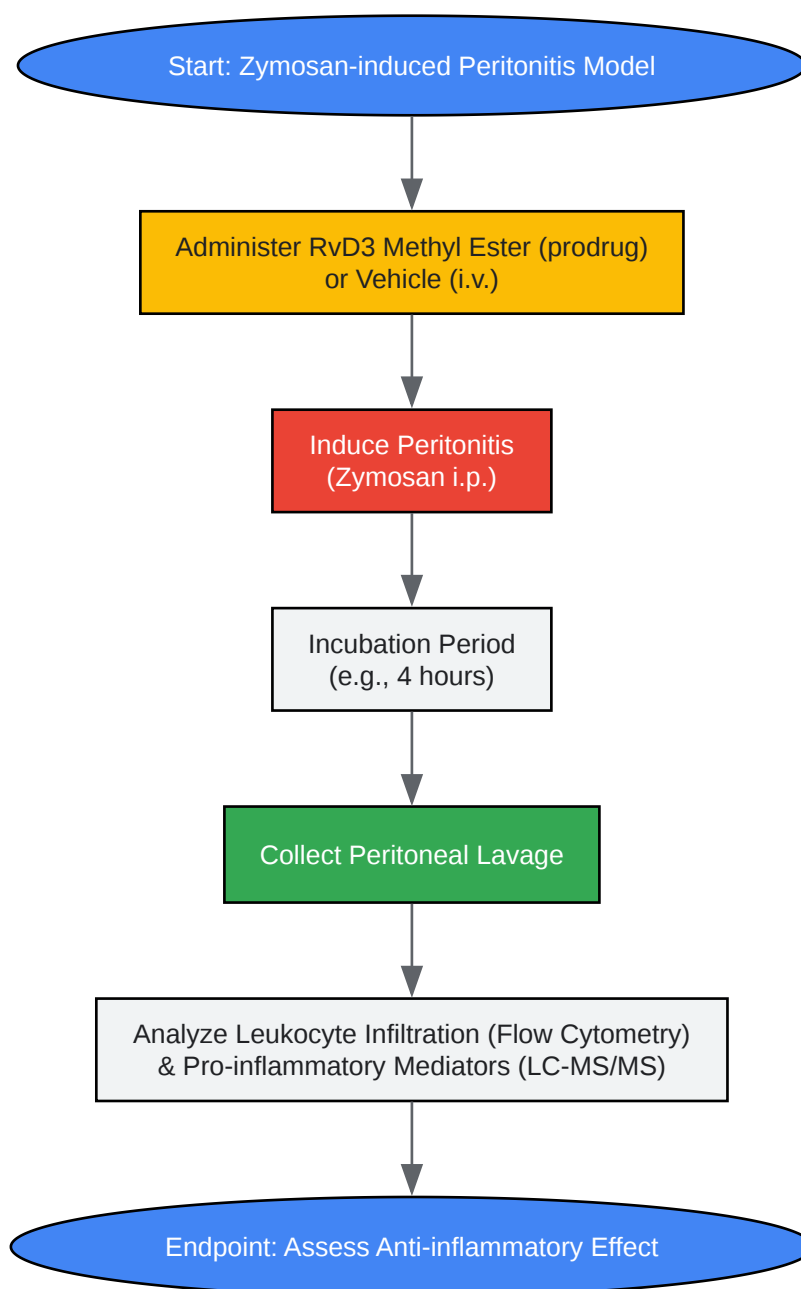 Start: Zymosan-induced Peritonitis Model
Administer RvD3 Methyl Ester (prodrug)
or Vehicle (i.v.)
Induce Peritonitis
(Zymosan i.p.)
Incubation Period
(e.g., 4 hours)
Collect Peritoneal Lavage
Analyze Leukocyte Infiltration (Flow Cytometry)
& Pro-inflammatory Mediators (LC-MS/MS)
Endpoint: Assess Anti-inflammatory Effect